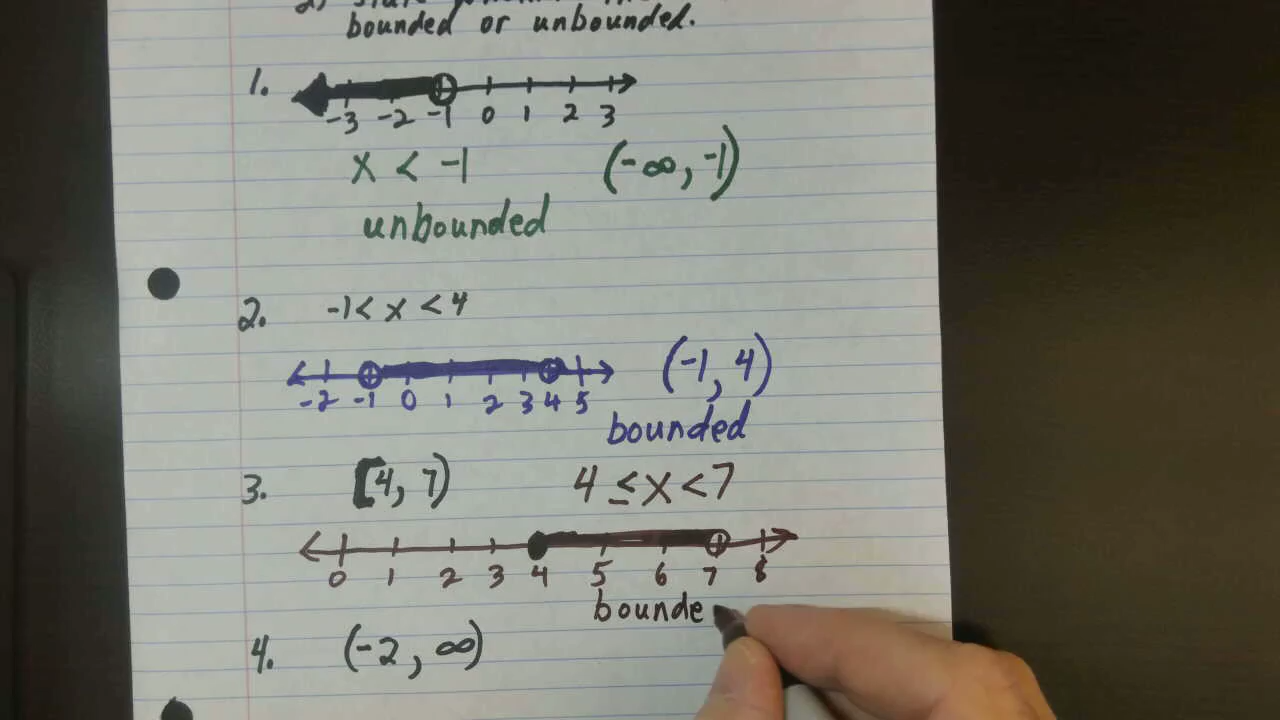 bounded or unbounded.
1.
-3 -2 -1 0 1 2 3
x < -1 (-∞, -1)
unbounded
2. -1 < x < 4
-2 -1 0 1 2 3 4 5
(-1, 4)
bounded
3. [4, 7) 4 ≤ x < 7
0 1 2 3 4 5 6 7 8
bounde
4. (-2, ∞)